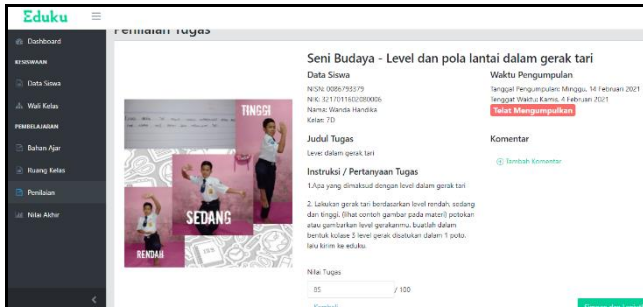 Eduku
Penilaian Tugas
Dashboard
KESISWAAN
Data Siswa
Wali Kelas
PEMBELAJARAN
Bahan Ajar
Ruang Kelas
Penilaian
Nilai Akhir
TINGGI
SEDANG
RENDAH
Seni Budaya - Level dan pola lantai dalam gerak tari
Data Siswa
NISN: 0086793379
NIK: 3217011602080006
Nama: Wanda Handika
Kelas: 7D
Waktu Pengumpulan
Tanggal Pengumpulan: Minggu, 14 Februari 2021
Tenggat Waktu: Kamis, 4 Februari 2021
Telat Mengumpulkan
Judul Tugas
Level dalam gerak tari
Komentar
Tambah Komentar
Instruksi / Pertanyaan Tugas
1.Apa yang dimaksud dengan level dalam gerak tari
2. Lakukan gerak tari berdasarkan level rendah, sedang
dan tinggi. (lihat contoh gambar pada materi) potokan
atau gambarkan level gerakanmu, buatlah dalam
bentuk kolase 3 level gerak disatukan dalam 1 poto.
lalu kirim ke eduku.
Nilai Tugas
85
/ 100